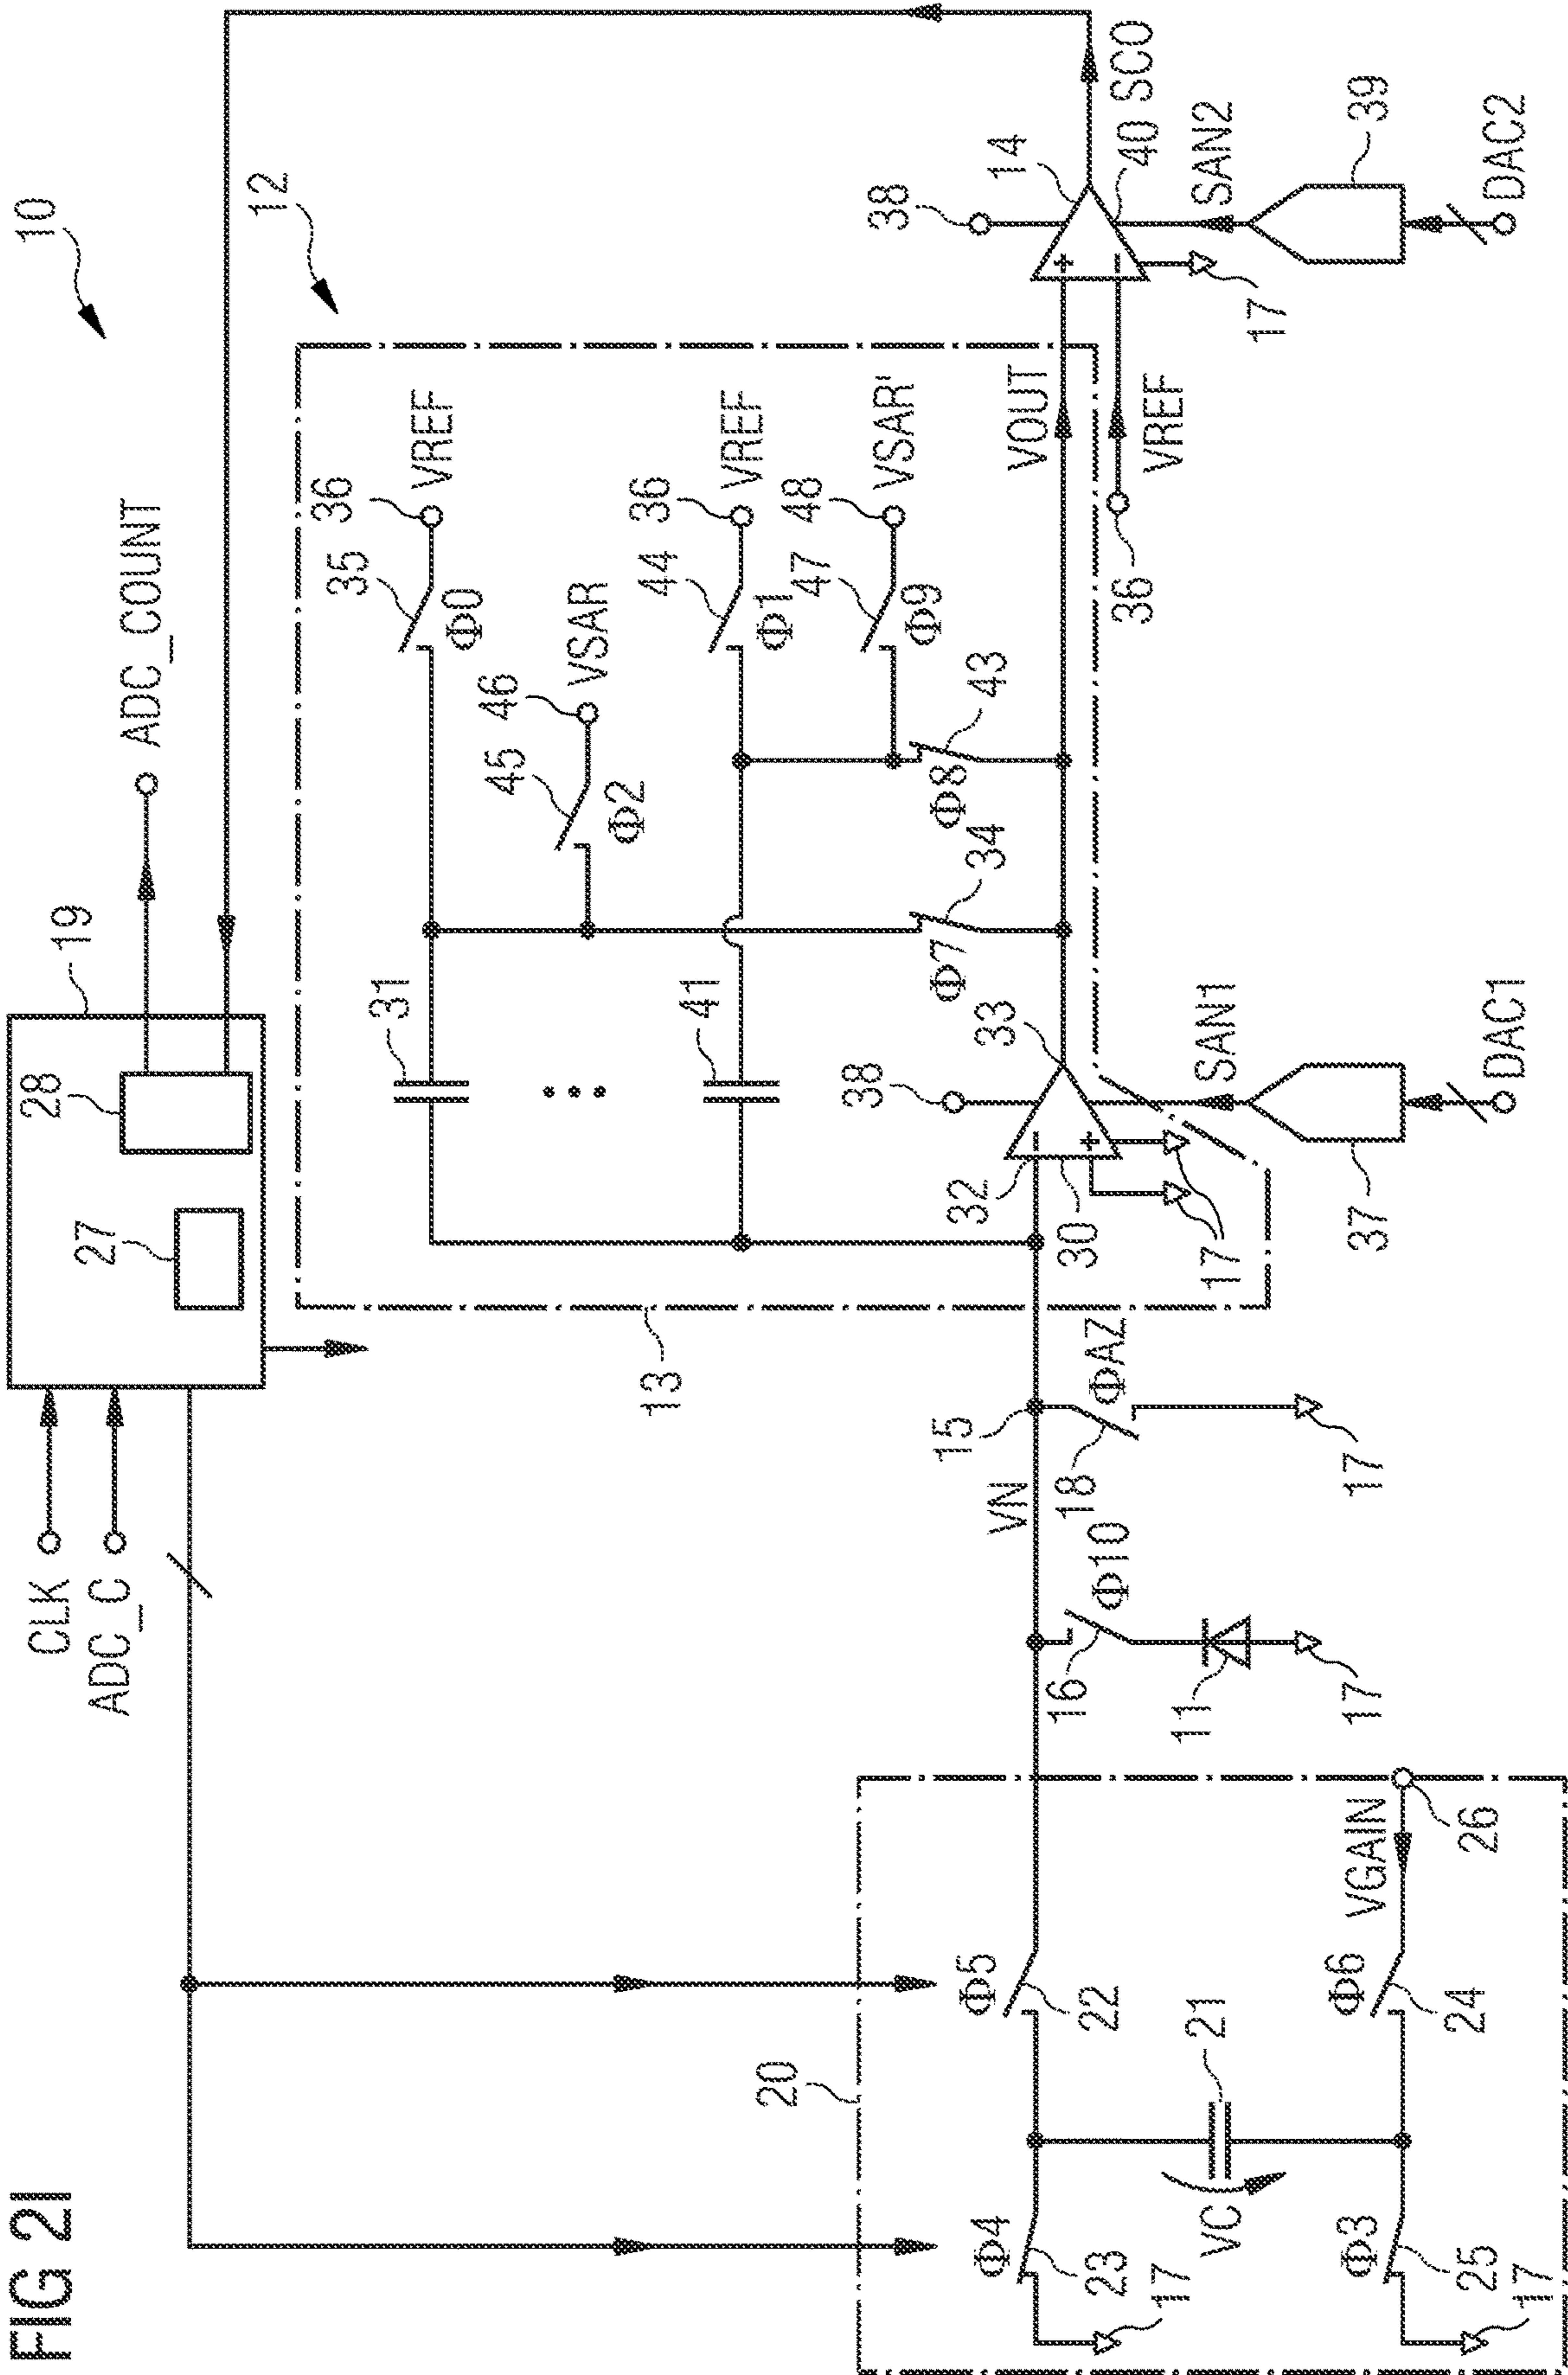 FIG 2I
10
12
CLK
ADC_C
19
27
28
ADC_COUNT
13
31
41
35
36
VREF
Φ0
45
46
VSAR
Φ2
44
36
VREF
Φ1
47
48
VSAR'
Φ9
Φ7
34
Φ8
43
38
32
33
30
17
VOUT
36
VREF
38
14
40
SCO
17
SAN2
39
DAC2
SAN1
37
DAC1
15
VN
18
ΦAZ
17
16
Φ10
11
17
20
Φ5
22
Φ4
23
17
21
VC
Φ6
24
VGAIN
26
Φ3
25
17